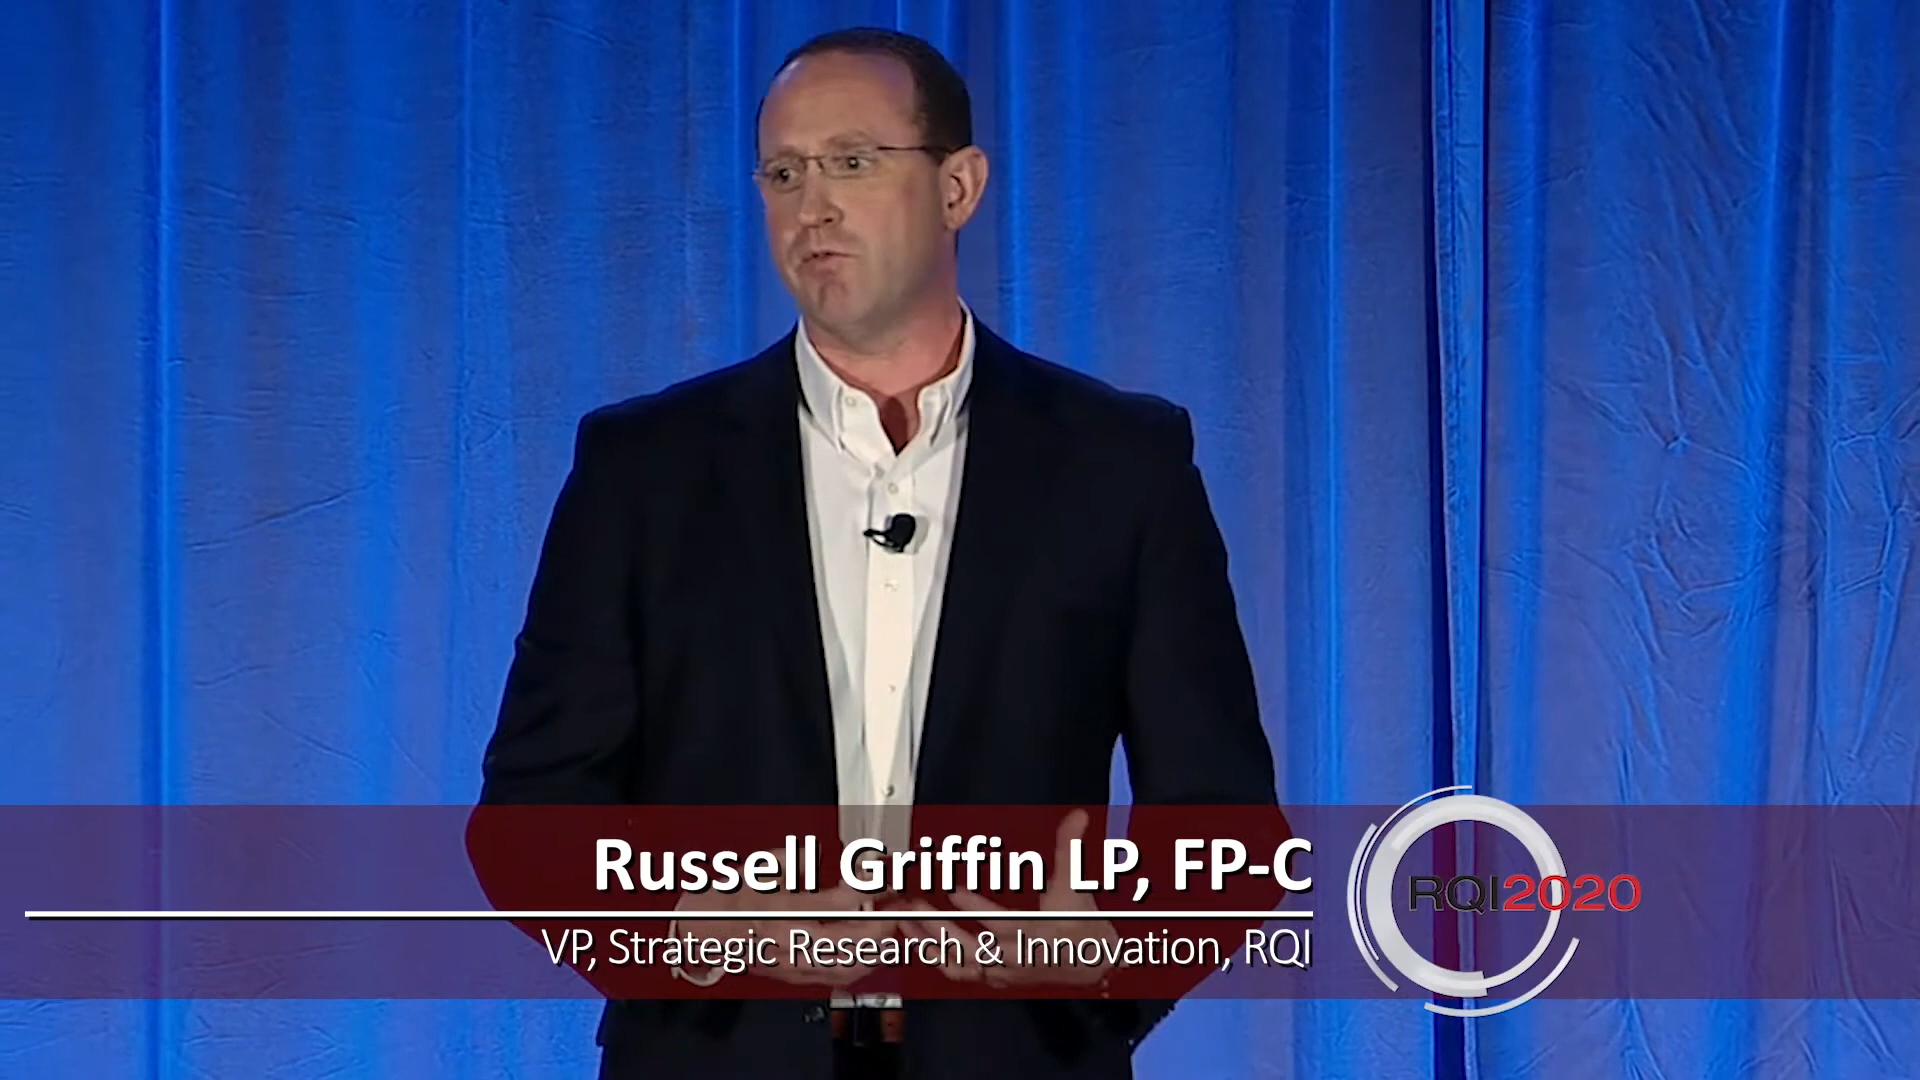 Russell Griffin LP, FP-C
VP, Strategic Research & Innovation, RQI
RQI2020